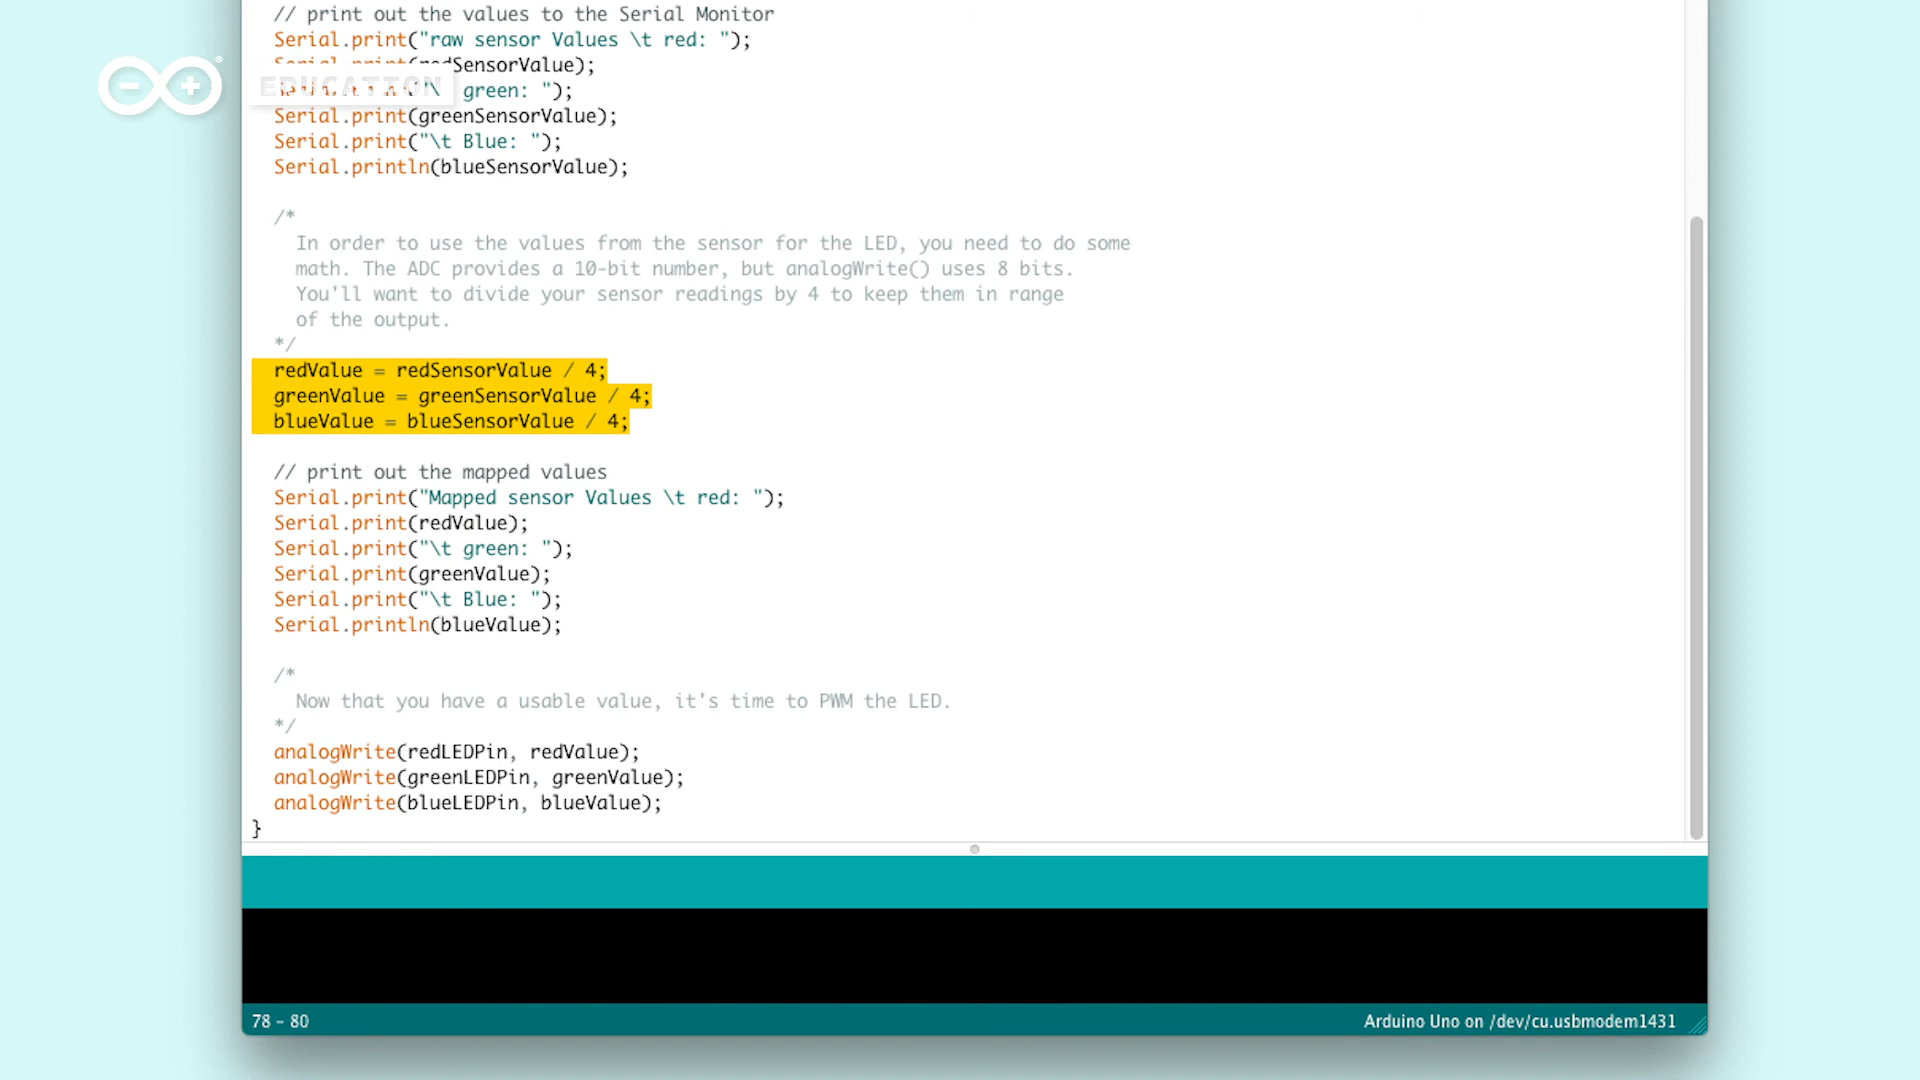 // print out the values to the Serial Monitor
Serial.print("raw sensor Values \t red: ");
Serial.print(redSensorValue);
EDUCATION
Serial.print("\t green: ");
Serial.print(greenSensorValue);
Serial.print("\t Blue: ");
Serial.println(blueSensorValue);
/*
In order to use the values from the sensor for the LED, you need to do some
math. The ADC provides a 10-bit number, but analogWrite() uses 8 bits.
You'll want to divide your sensor readings by 4 to keep them in range
of the output.
*/
redValue = redSensorValue / 4;
greenValue = greenSensorValue / 4;
blueValue = blueSensorValue / 4;
// print out the mapped values
Serial.print("Mapped sensor Values \t red: ");
Serial.print(redValue);
Serial.print("\t green: ");
Serial.print(greenValue);
Serial.print("\t Blue: ");
Serial.println(blueValue);
/*
Now that you have a usable value, it's time to PWM the LED.
*/
analogWrite(redLEDPin, redValue);
analogWrite(greenLEDPin, greenValue);
analogWrite(blueLEDPin, blueValue);
}
78 - 80
Arduino Uno on /dev/cu.usbmodem1431